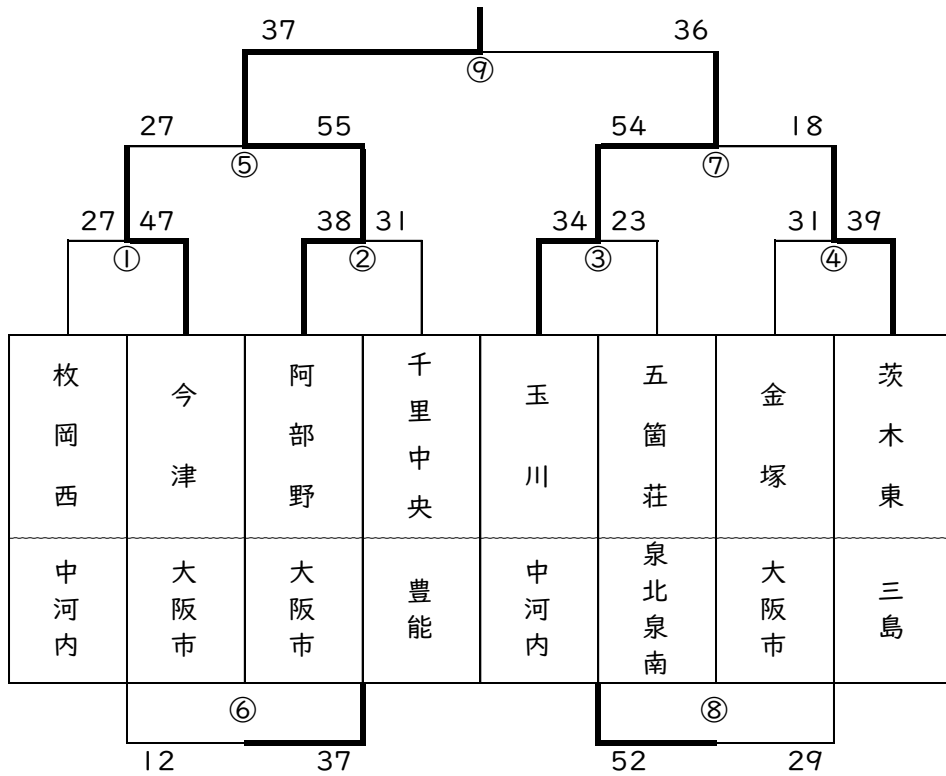 37 36
⑨
27 55 54 18
⑤ ⑦
27 47 38 31 34 23 31 39
① ② ③ ④
枚岡西 今津 阿部野 千里中央 玉川 五箇荘 金塚 茨木東
中河内 大阪市 大阪市 豊能 中河内 泉北泉南 大阪市 三島
⑥ ⑧
12 37 52 29